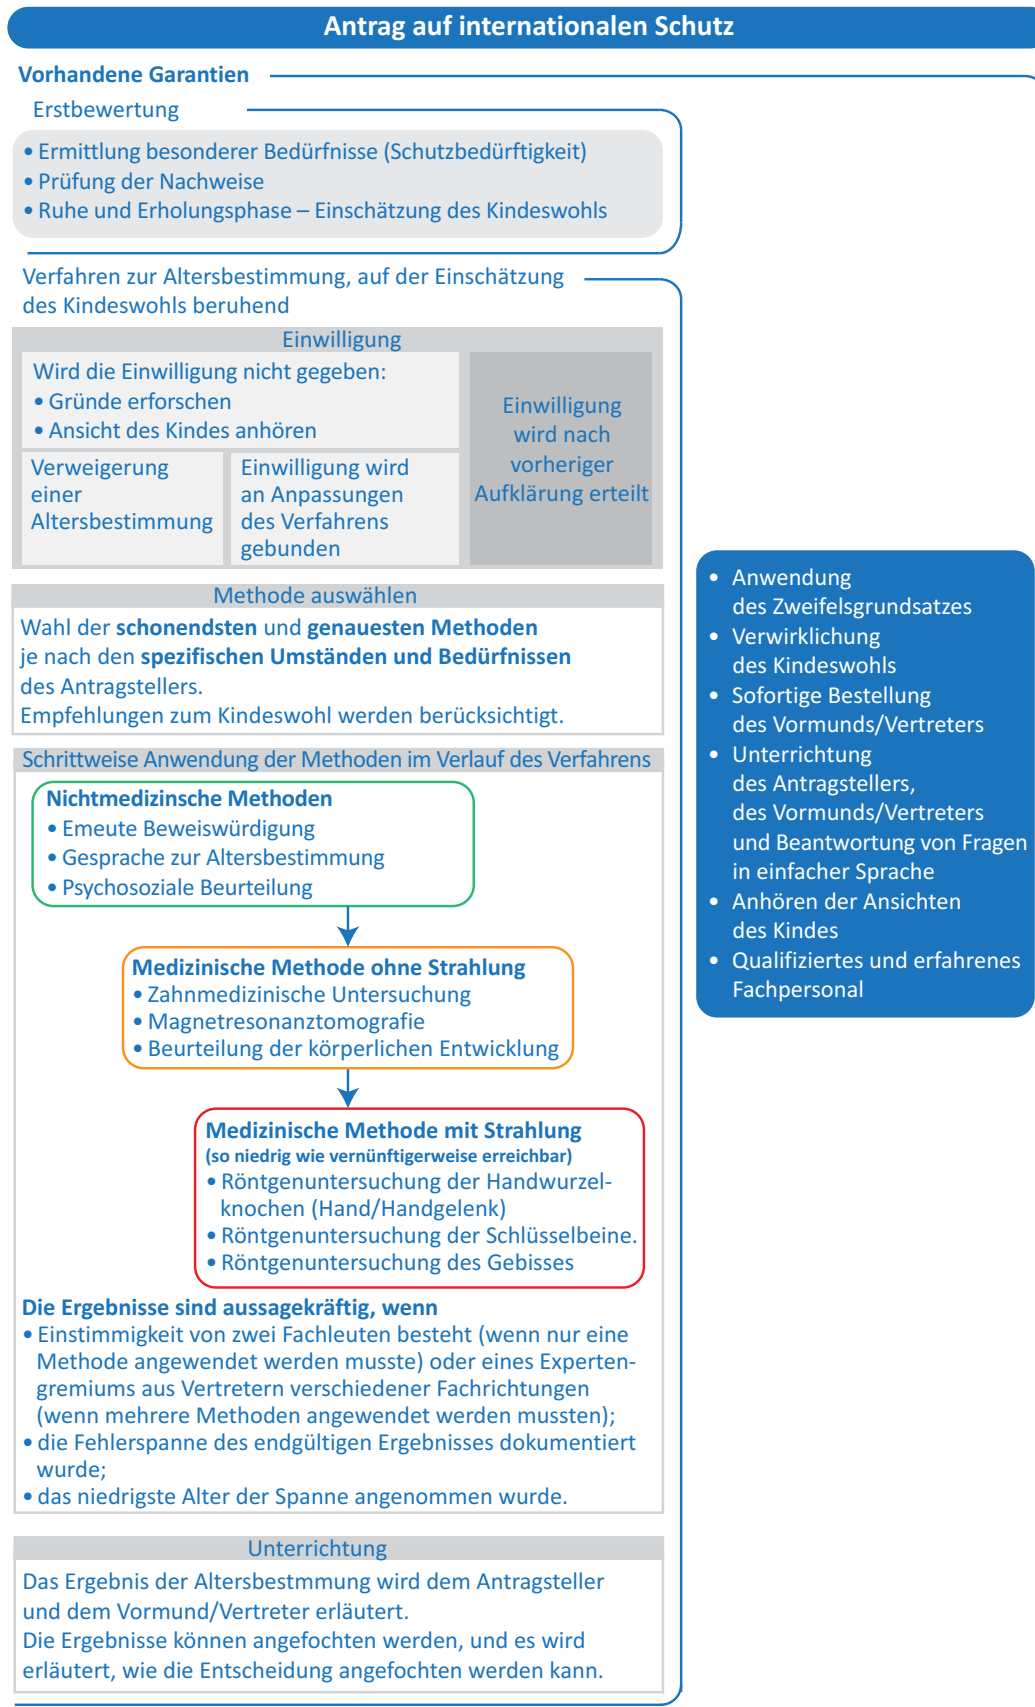 Antrag auf internationalen Schutz
Vorhandene Garantien
Erstbewertung
• Ermittlung besonderer Bedürfnisse (Schutzbedürftigkeit)
• Prüfung der Nachweise
• Ruhe und Erholungsphase – Einschätzung des Kindeswohls
Verfahren zur Altersbestimmung, auf der Einschätzung
des Kindeswohls beruhend
Einwilligung
Wird die Einwilligung nicht gegeben:
• Gründe erforschen
• Ansicht des Kindes anhören
Verweigerung
einer
Altersbestimmung
Einwilligung wird
an Anpassungen
des Verfahrens
gebunden
Einwilligung
wird nach
vorheriger
Aufklärung erteilt
Methode auswählen
Wahl der schonendsten und genauesten Methoden
je nach den spezifischen Umständen und Bedürfnissen
des Antragstellers.
Empfehlungen zum Kindeswohl werden berücksichtigt.
Schrittweise Anwendung der Methoden im Verlauf des Verfahrens
Nichtmedizinsche Methoden
• Emeute Beweiswürdigung
• Gesprache zur Altersbestimmung
• Psychosoziale Beurteilung
Medizinische Methode ohne Strahlung
• Zahnmedizinische Untersuchung
• Magnetresonanztomografie
• Beurteilung der körperlichen Entwicklung
Medizinische Methode mit Strahlung
(so niedrig wie vernünftigerweise erreichbar)
• Röntgenuntersuchung der Handwurzel-
knochen (Hand/Handgelenk)
• Röntgenuntersuchung der Schlüsselbeine.
• Röntgenuntersuchung des Gebisses
Die Ergebnisse sind aussagekräftig, wenn
• Einstimmigkeit von zwei Fachleuten besteht (wenn nur eine
Methode angewendet werden musste) oder eines Experten-
gremiums aus Vertretern verschiedener Fachrichtungen
(wenn mehrere Methoden angewendet werden mussten);
• die Fehlerspanne des endgültigen Ergebnisses dokumentiert
wurde;
• das niedrigste Alter der Spanne angenommen wurde.
Unterrichtung
Das Ergebnis der Altersbestmmung wird dem Antragsteller
und dem Vormund/Vertreter erläutert.
Die Ergebnisse können angefochten werden, und es wird
erläutert, wie die Entscheidung angefochten werden kann.
• Anwendung
des Zweifelsgrundsatzes
• Verwirklichung
des Kindeswohls
• Sofortige Bestellung
des Vormunds/Vertreters
• Unterrichtung
des Antragstellers,
des Vormunds/Vertreters
und Beantwortung von Fragen
in einfacher Sprache
• Anhören der Ansichten
des Kindes
• Qualifiziertes und erfahrenes
Fachpersonal